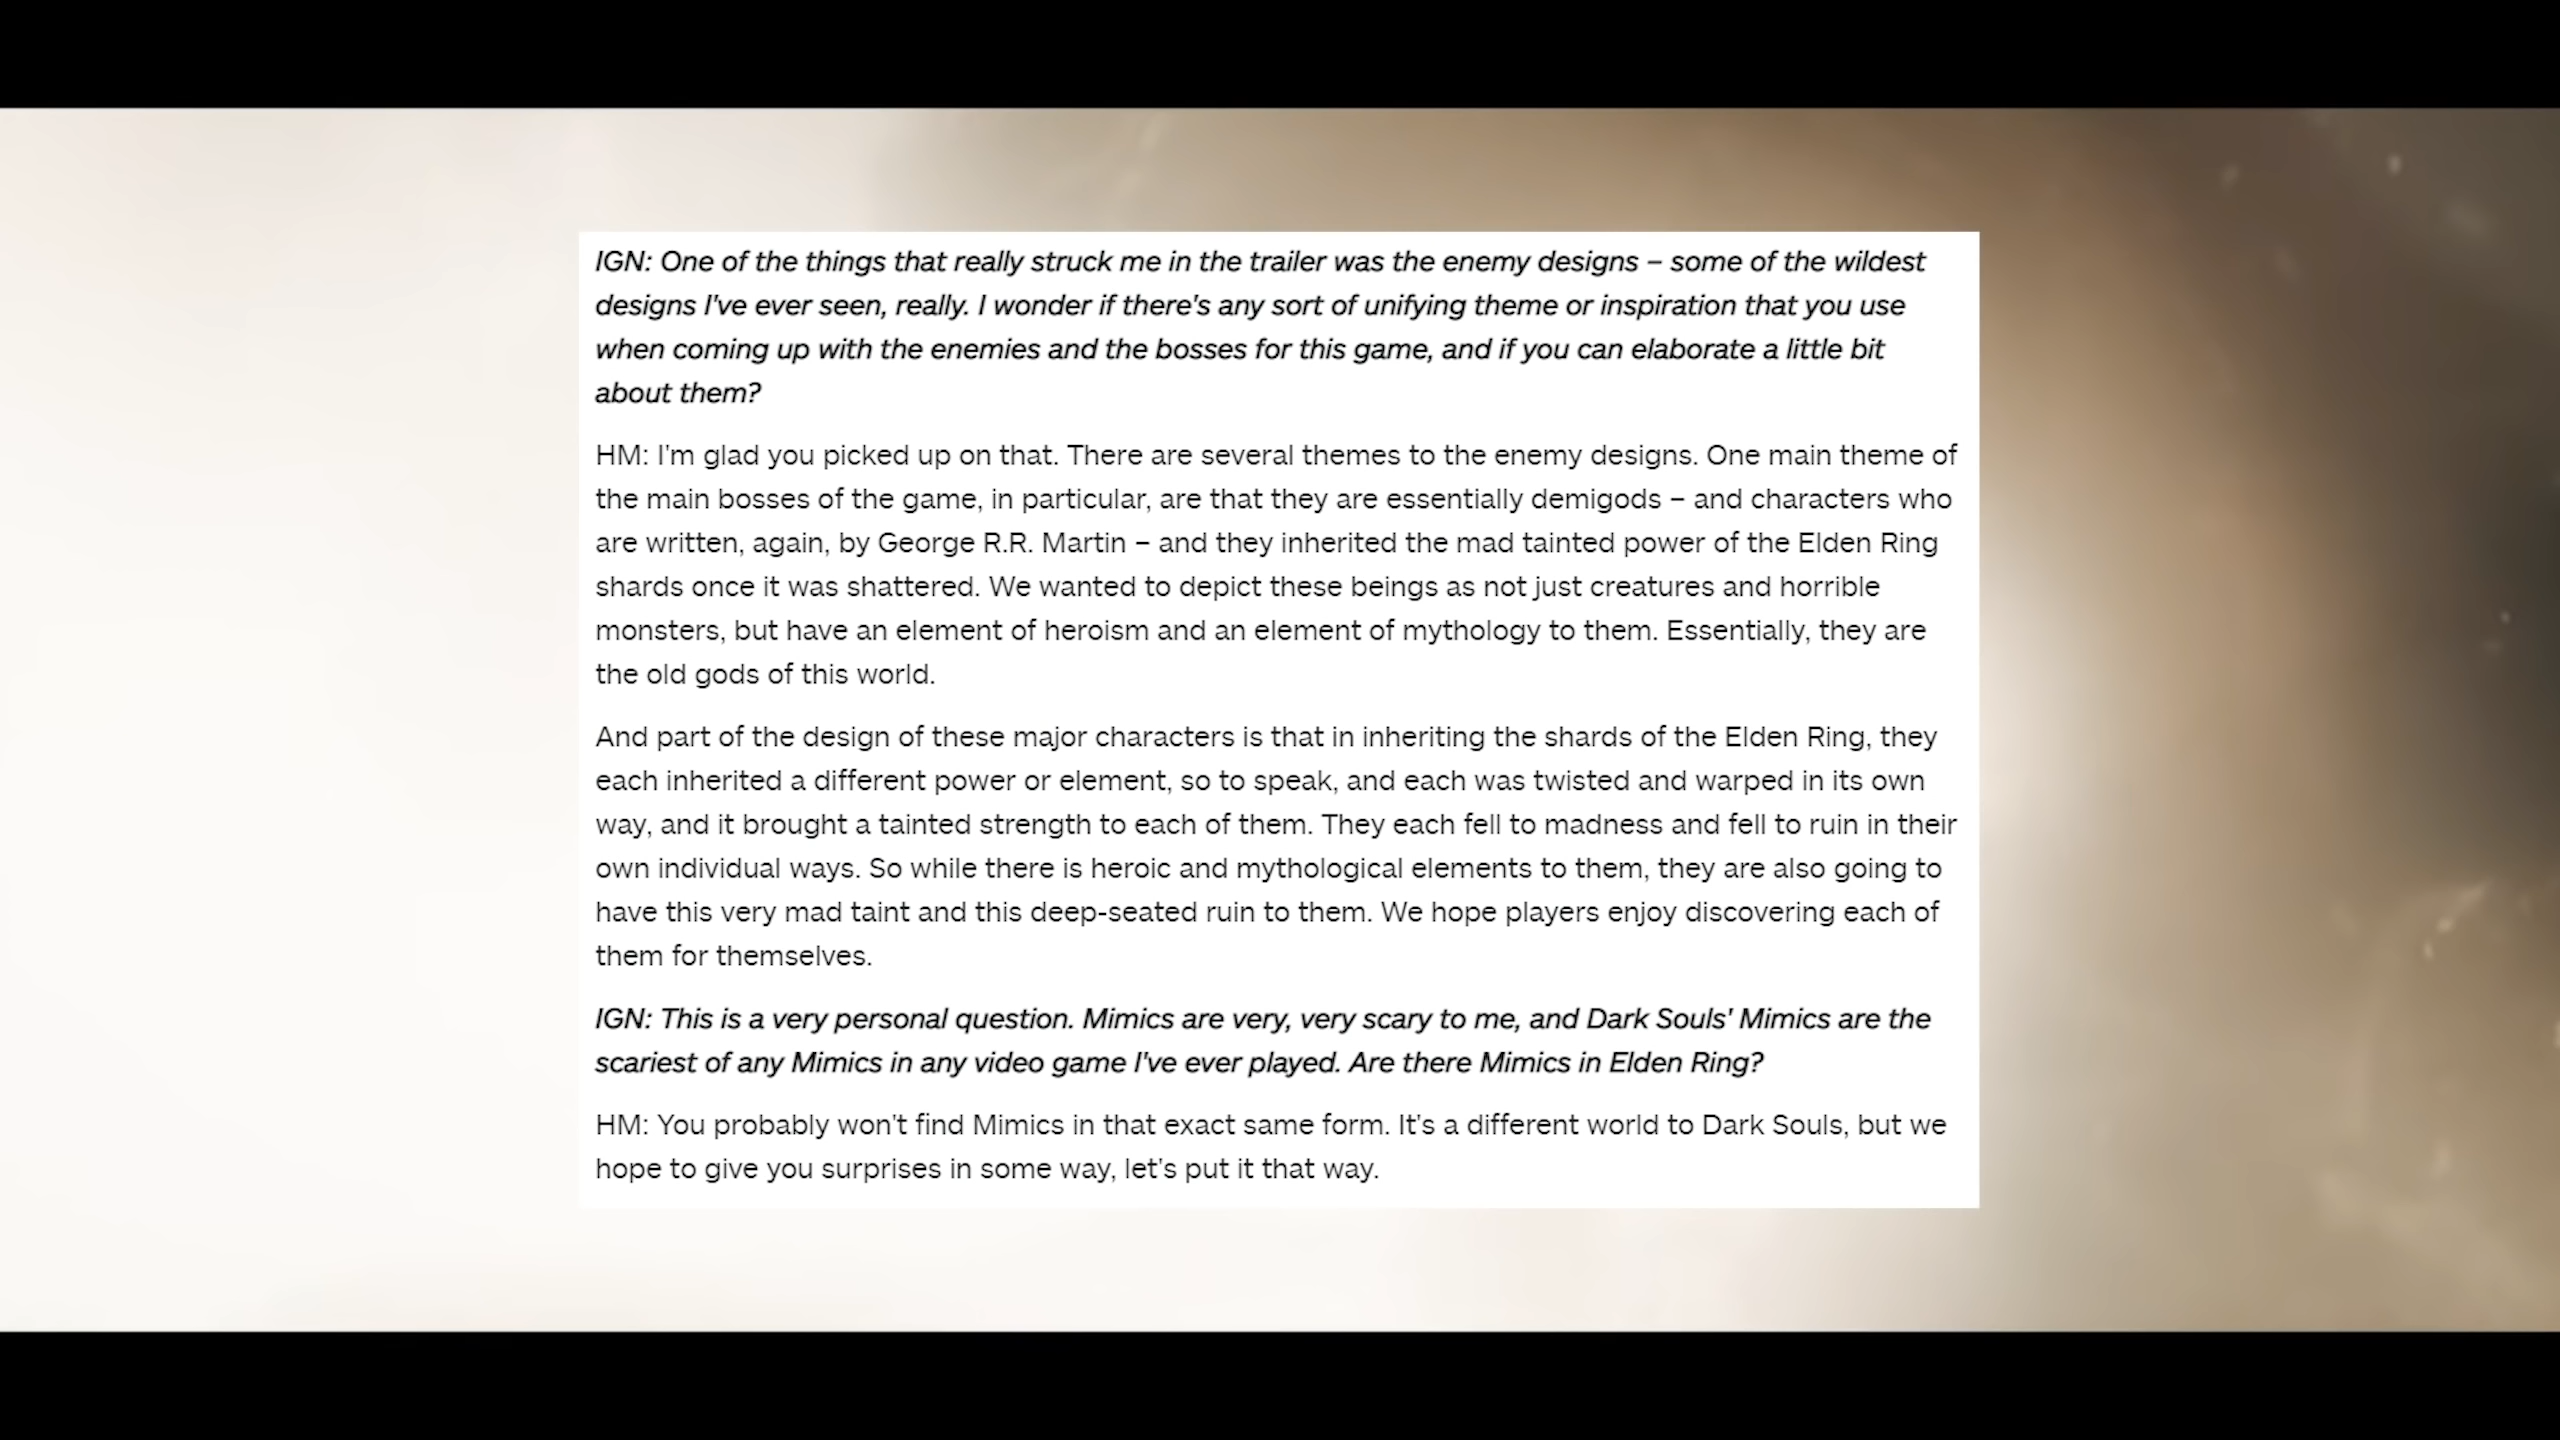 IGN: One of the things that really struck me in the trailer was the enemy designs – some of the wildest
designs I've ever seen, really. I wonder if there's any sort of unifying theme or inspiration that you use
when coming up with the enemies and the bosses for this game, and if you can elaborate a little bit
about them?
HM: I'm glad you picked up on that. There are several themes to the enemy designs. One main theme of
the main bosses of the game, in particular, are that they are essentially demigods – and characters who
are written, again, by George R.R. Martin – and they inherited the mad tainted power of the Elden Ring
shards once it was shattered. We wanted to depict these beings as not just creatures and horrible
monsters, but have an element of heroism and an element of mythology to them. Essentially, they are
the old gods of this world.
And part of the design of these major characters is that in inheriting the shards of the Elden Ring, they
each inherited a different power or element, so to speak, and each was twisted and warped in its own
way, and it brought a tainted strength to each of them. They each fell to madness and fell to ruin in their
own individual ways. So while there is heroic and mythological elements to them, they are also going to
have this very mad taint and this deep-seated ruin to them. We hope players enjoy discovering each of
them for themselves.
IGN: This is a very personal question. Mimics are very, very scary to me, and Dark Souls' Mimics are the
scariest of any Mimics in any video game I've ever played. Are there Mimics in Elden Ring?
HM: You probably won't find Mimics in that exact same form. It's a different world to Dark Souls, but we
hope to give you surprises in some way, let's put it that way.